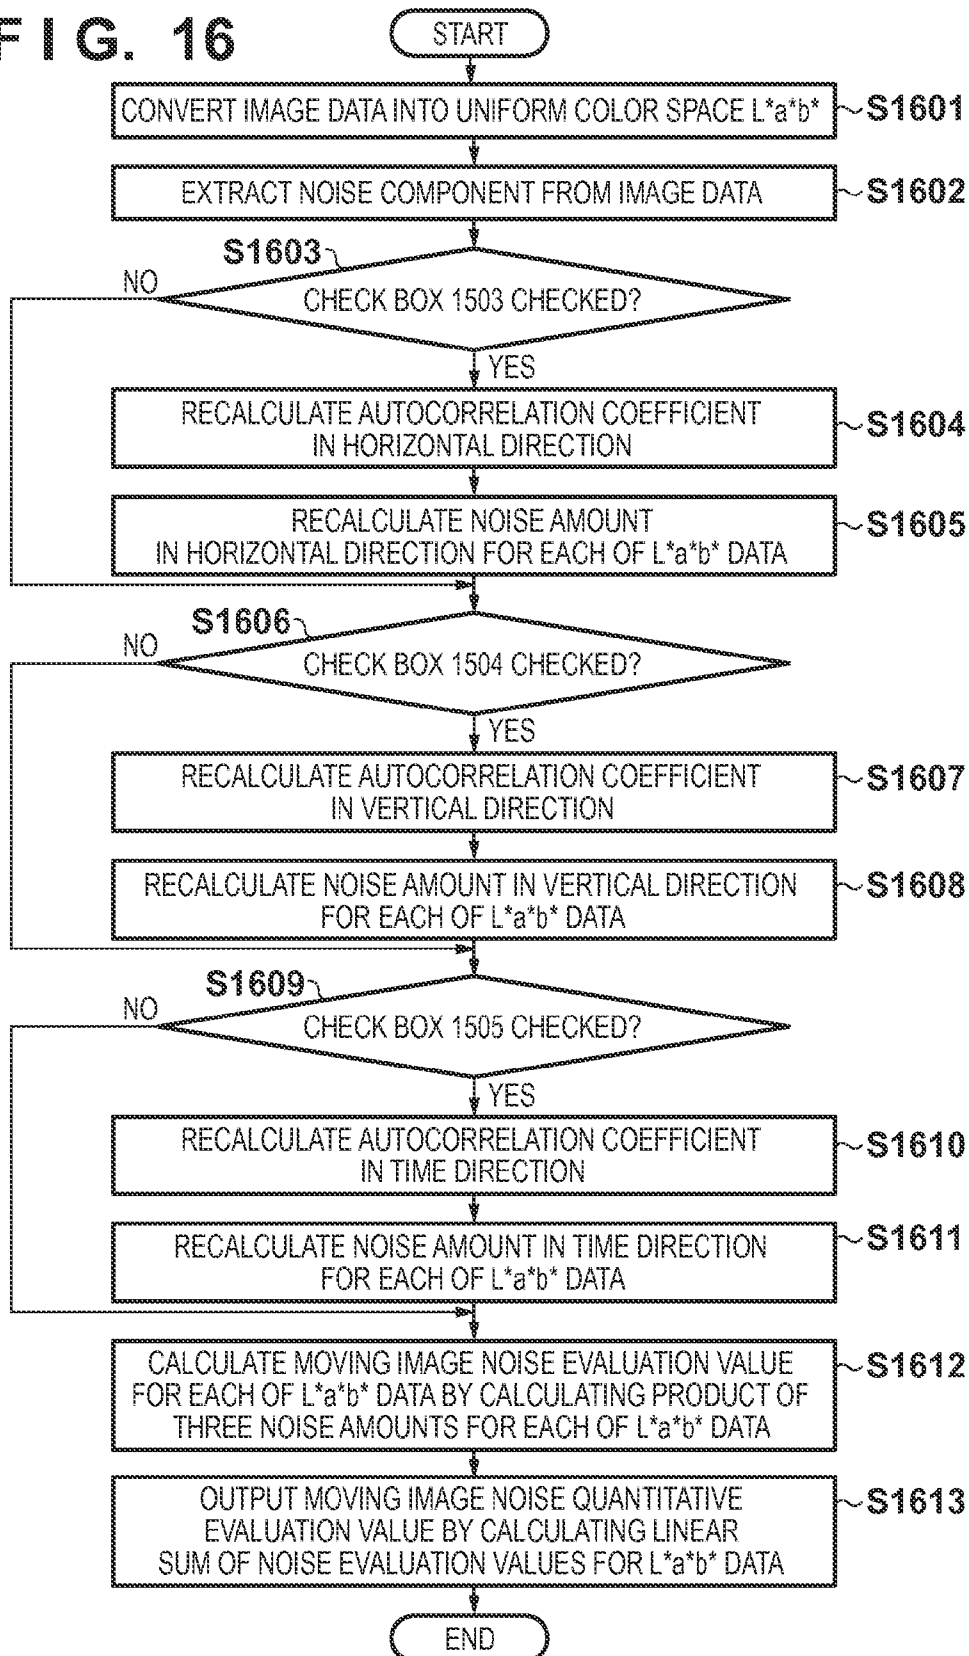 F I G. 16
START
CONVERT IMAGE DATA INTO UNIFORM COLOR SPACE L*a*b*
S1601
EXTRACT NOISE COMPONENT FROM IMAGE DATA
S1602
S1603
NO
CHECK BOX 1503 CHECKED?
YES
RECALCULATE AUTOCORRELATION COEFFICIENT
IN HORIZONTAL DIRECTION
S1604
RECALCULATE NOISE AMOUNT
IN HORIZONTAL DIRECTION FOR EACH OF L*a*b* DATA
S1605
S1606
NO
CHECK BOX 1504 CHECKED?
YES
RECALCULATE AUTOCORRELATION COEFFICIENT
IN VERTICAL DIRECTION
S1607
RECALCULATE NOISE AMOUNT IN VERTICAL DIRECTION
FOR EACH OF L*a*b* DATA
S1608
S1609
NO
CHECK BOX 1505 CHECKED?
YES
RECALCULATE AUTOCORRELATION COEFFICIENT
IN TIME DIRECTION
S1610
RECALCULATE NOISE AMOUNT IN TIME DIRECTION
FOR EACH OF L*a*b* DATA
S1611
CALCULATE MOVING IMAGE NOISE EVALUATION VALUE
FOR EACH OF L*a*b* DATA BY CALCULATING PRODUCT OF
THREE NOISE AMOUNTS FOR EACH OF L*a*b* DATA
S1612
OUTPUT MOVING IMAGE NOISE QUANTITATIVE
EVALUATION VALUE BY CALCULATING LINEAR
SUM OF NOISE EVALUATION VALUES FOR L*a*b* DATA
S1613
END